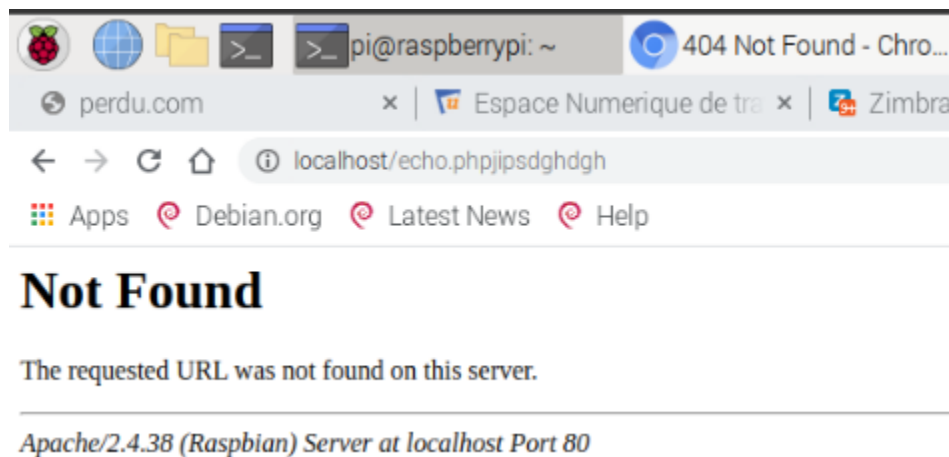 pi@raspberrypi: ~ 404 Not Found - Chro...
perdu.com Espace Numerique de tra Zimbra
localhost/echo.phpjipsdghdgh
Apps Debian.org Latest News Help
Not Found
The requested URL was not found on this server.
Apache/2.4.38 (Raspbian) Server at localhost Port 80